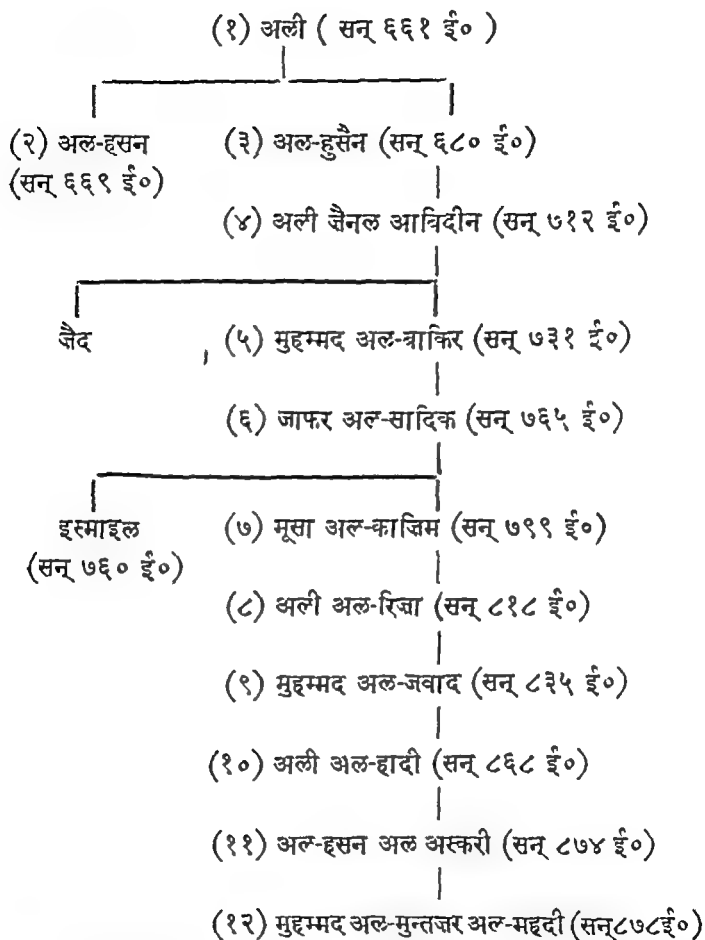 (१) अली ( सन् ६६१ ई० )
(२) अल-हसन (३) अल-हुसैन (सन् ६८० ई०)
(सन् ६६९ ई०)
(४) अली ज़ैनल आबिदीन (सन् ७१२ ई०)
ज़ैद (५) मुहम्मद अल-बाकिर (सन् ७३१ ई०)
(६) जाफर अल-सादिक (सन् ७६५ ई०)
इस्माइल (७) मूसा अल-काज़िम (सन् ७९९ ई०)
(सन् ७६० ई०)
(८) अली अल-रिज़ा (सन् ८१८ ई०)
(९) मुहम्मद अल-जवाद (सन् ८३५ ई०)
(१०) अली अल-हादी (सन् ८६८ ई०)
(११) अल-हसन अल अस्करी (सन् ८७४ ई०)
(१२) मुहम्मद अल-मुन्तज़र अल-महदी (सन्८७८ई०)